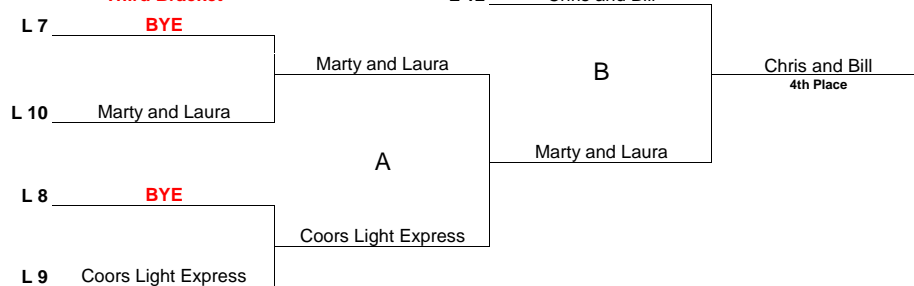 L 7
BYE
Marty and Laura
B
Chris and Bill
4th Place
L 10
Marty and Laura
A
Marty and Laura
L 8
BYE
Coors Light Express
L 9
Coors Light Express